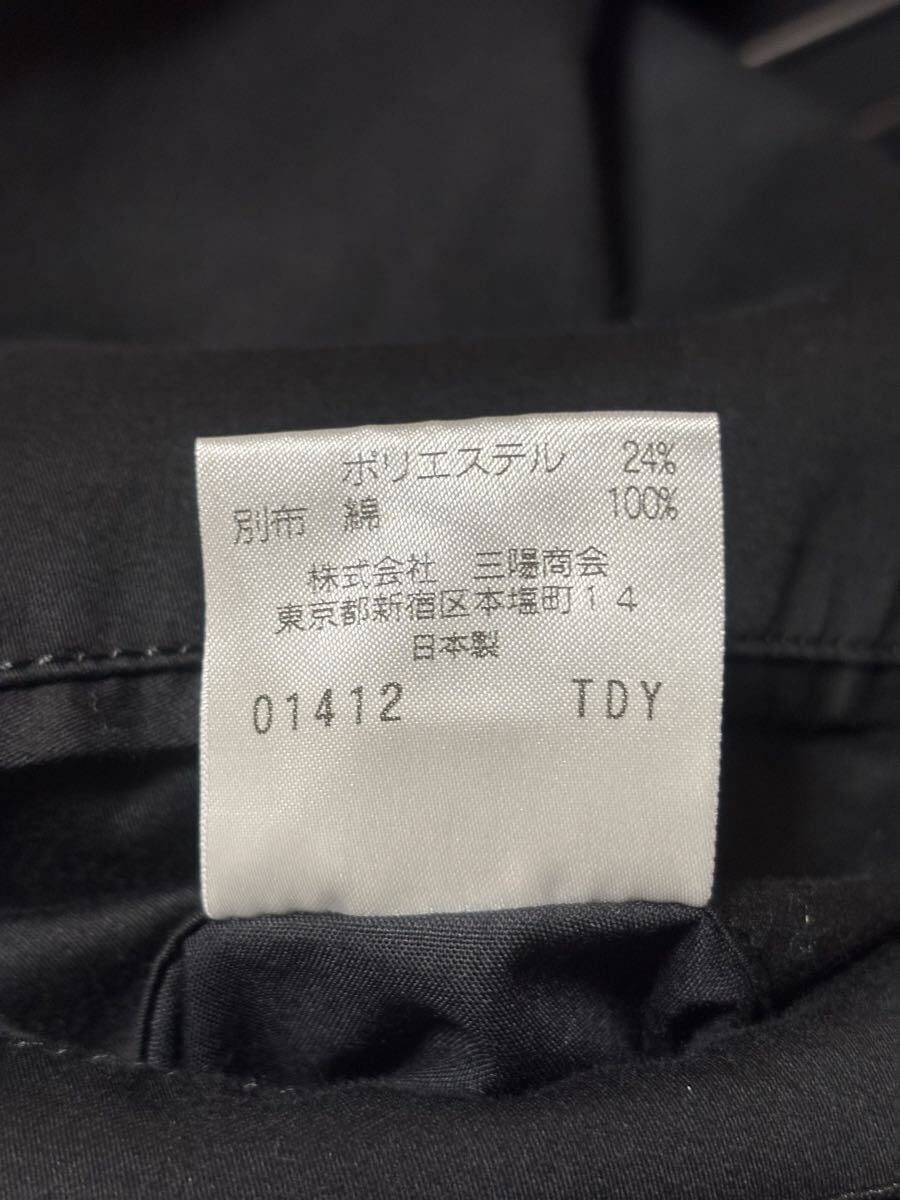 ポリエステル 24%
別布 綿 100%
株式会社 三陽商会
東京都新宿区本塩町14
日本製
01412 TDY